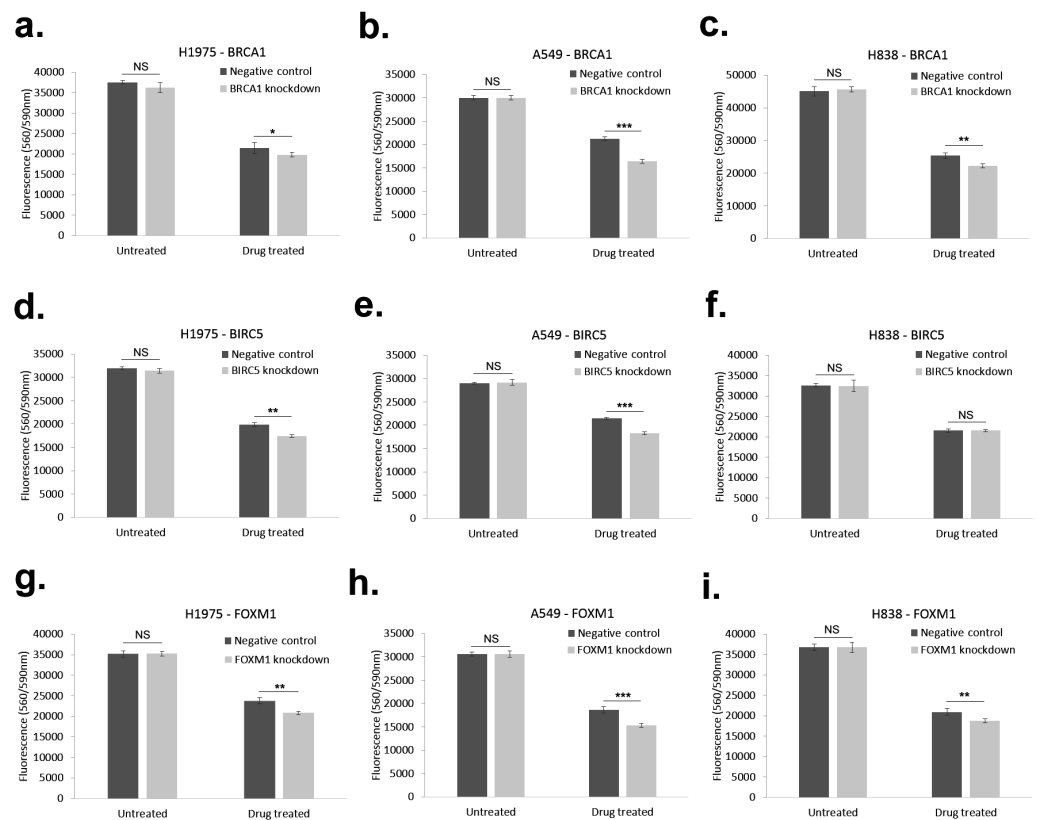 a.
H1975 - BRCA1
Negative control
BRCA1 knockdown
NS
*
Fluorescence (560/590nm)
40000
35000
30000
25000
20000
15000
10000
5000
0
Untreated
Drug treated
b.
A549 - BRCA1
Negative control
BRCA1 knockdown
NS
***
Fluorescence (560/590nm)
35000
30000
25000
20000
15000
10000
5000
0
Untreated
Drug treated
c.
H838 - BRCA1
Negative control
BRCA1 knockdown
NS
**
Fluorescence (560/590nm)
50000
40000
30000
20000
10000
0
Untreated
Drug treated
d.
H1975 - BIRC5
Negative control
BIRC5 knockdown
NS
**
Fluorescence (560/590nm)
35000
30000
25000
20000
15000
10000
5000
0
Untreated
Drug treated
e.
A549 - BIRC5
Negative control
BIRC5 knockdown
NS
***
Fluorescence (560/590nm)
35000
30000
25000
20000
15000
10000
5000
0
Untreated
Drug treated
f.
H838 - BIRC5
Negative control
BIRC5 knockdown
NS
NS
Fluorescence (560/590nm)
40000
35000
30000
25000
20000
15000
10000
5000
0
Untreated
Drug treated
g.
H1975 - FOXM1
Negative control
FOXM1 knockdown
NS
**
Fluorescence (560/590nm)
40000
35000
30000
25000
20000
15000
10000
5000
0
Untreated
Drug treated
h.
A549 - FOXM1
Negative control
FOXM1 knockdown
NS
***
Fluorescence (560/590nm)
35000
30000
25000
20000
15000
10000
5000
0
Untreated
Drug treated
i.
H838 - FOXM1
Negative control
FOXM1 knockdown
NS
**
Fluorescence (560/590nm)
40000
35000
30000
25000
20000
15000
10000
5000
0
Untreated
Drug treated